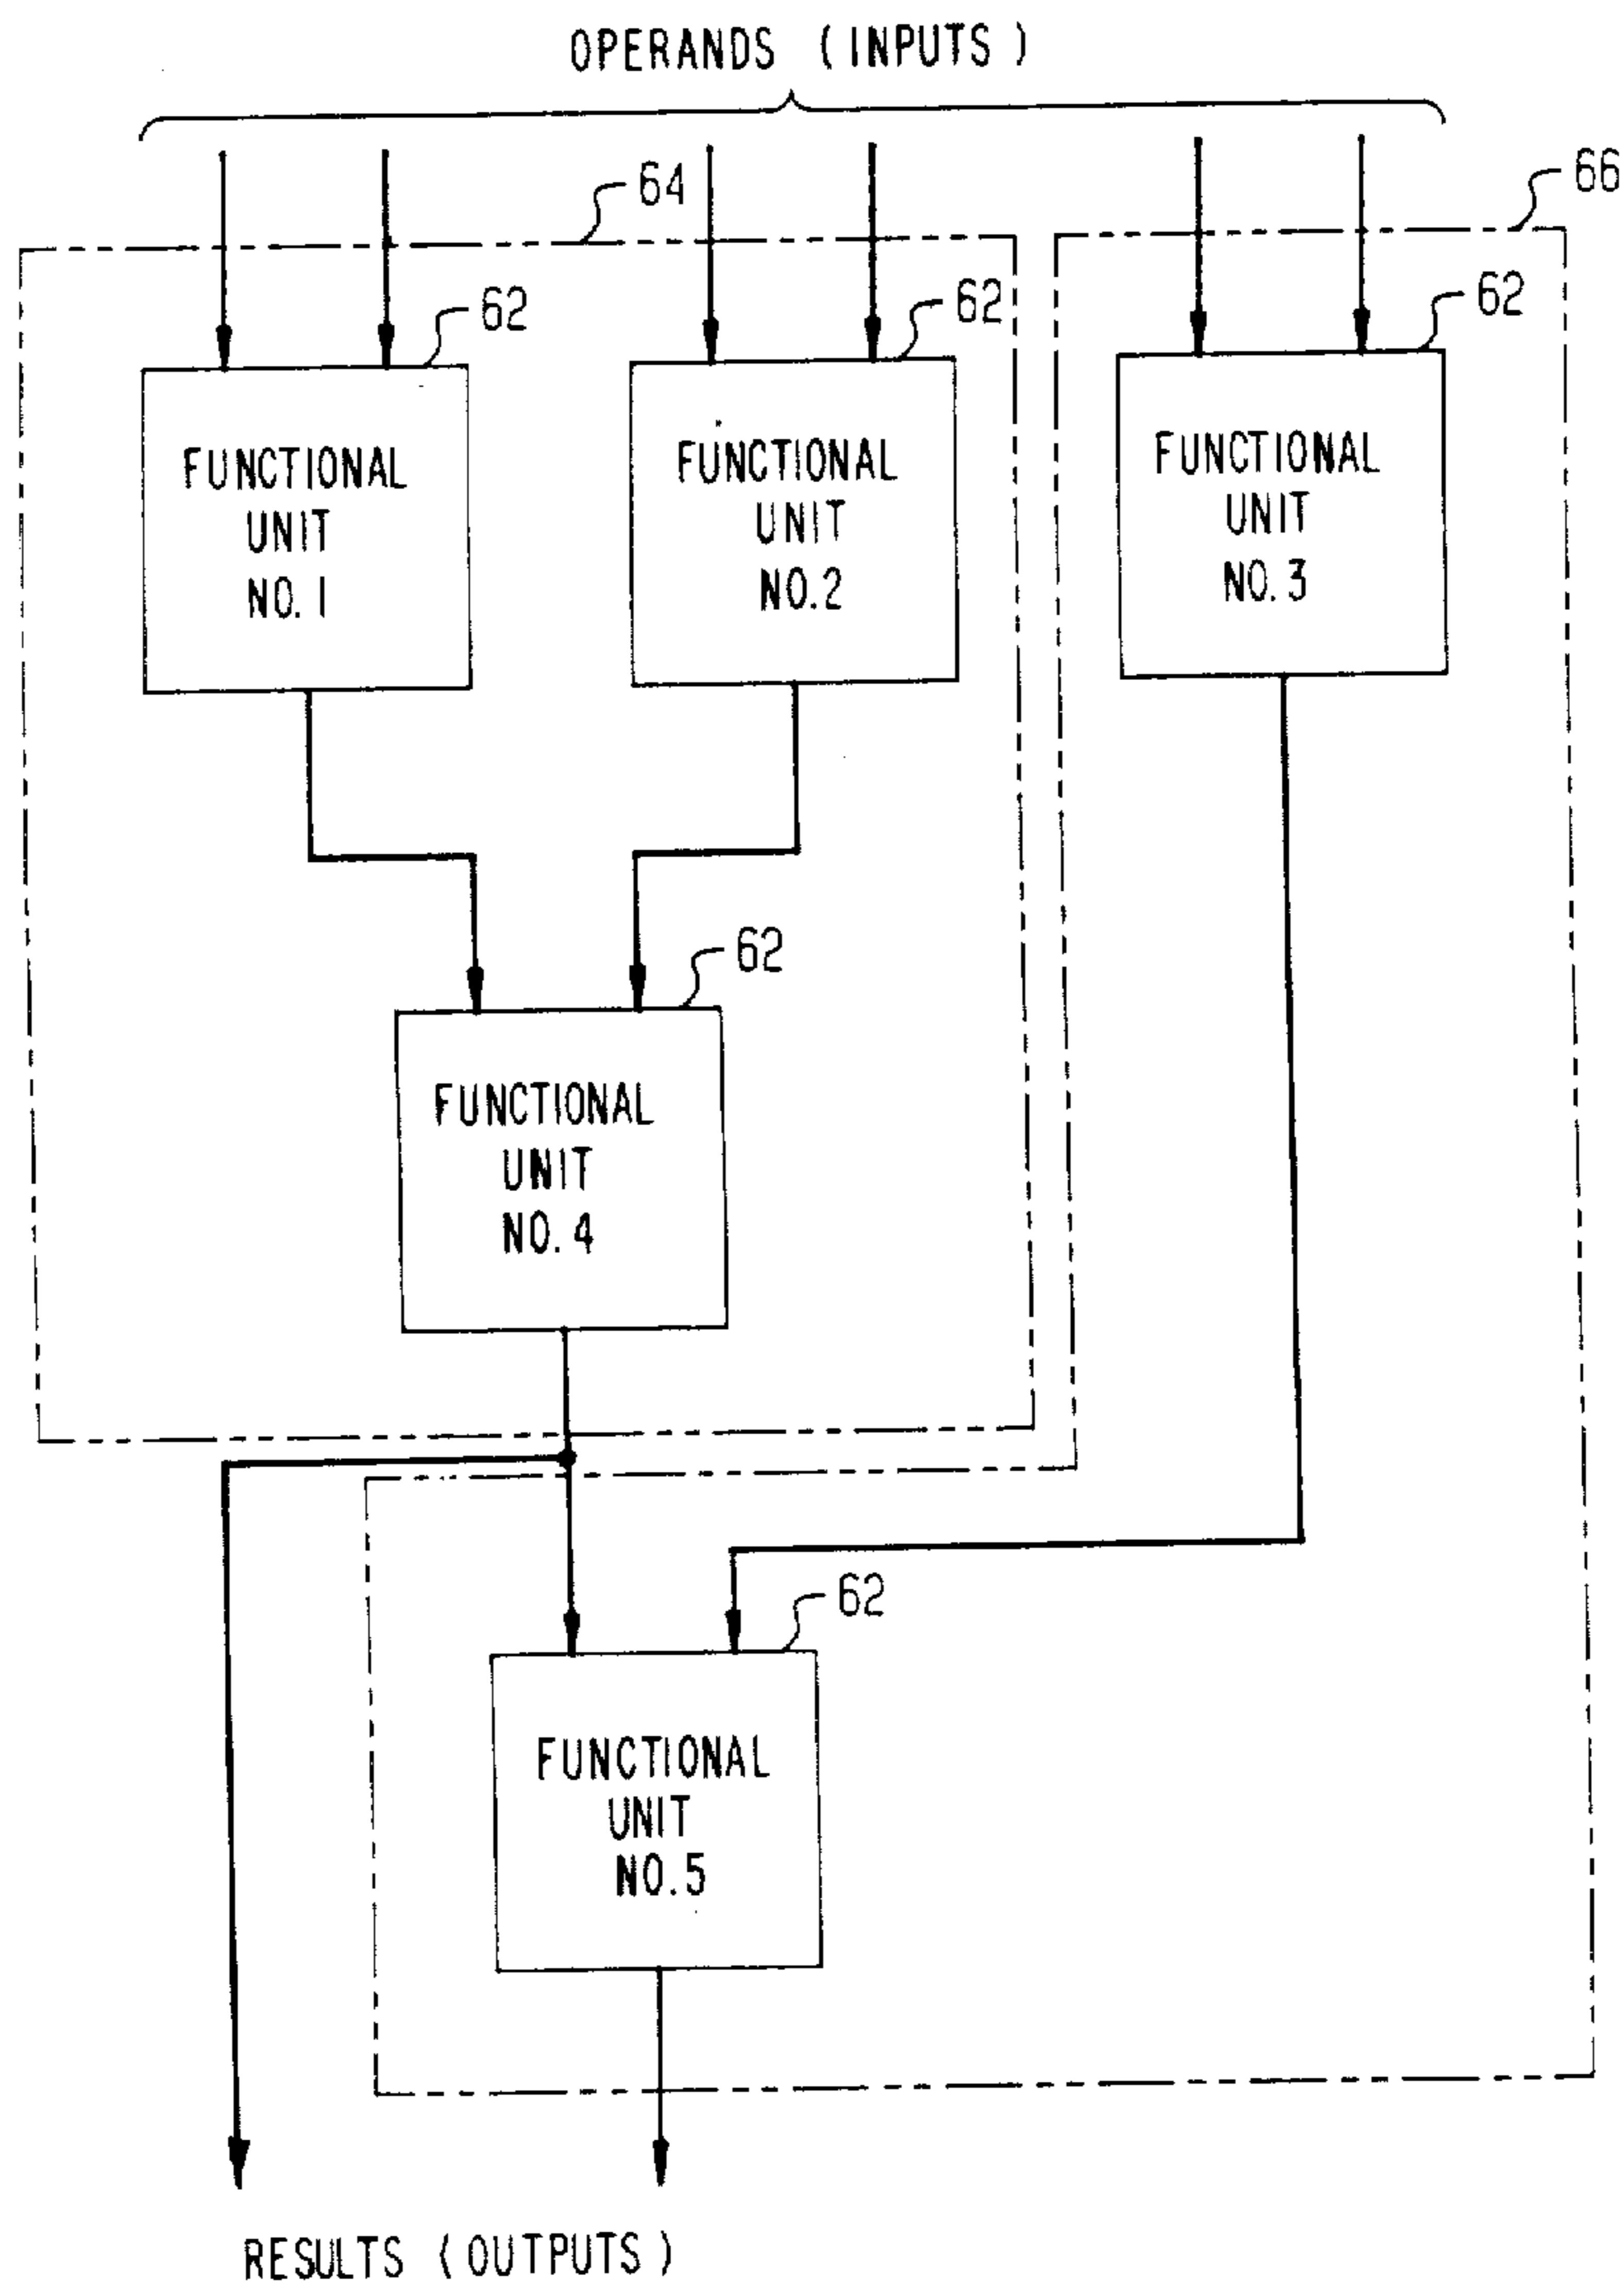 OPERANDS (INPUTS)
64
66
62
62
62
FUNCTIONAL
UNIT
NO. 1
FUNCTIONAL
UNIT
NO. 2
FUNCTIONAL
UNIT
NO. 3
62
FUNCTIONAL
UNIT
NO. 4
62
FUNCTIONAL
UNIT
NO. 5
RESULTS (OUTPUTS)